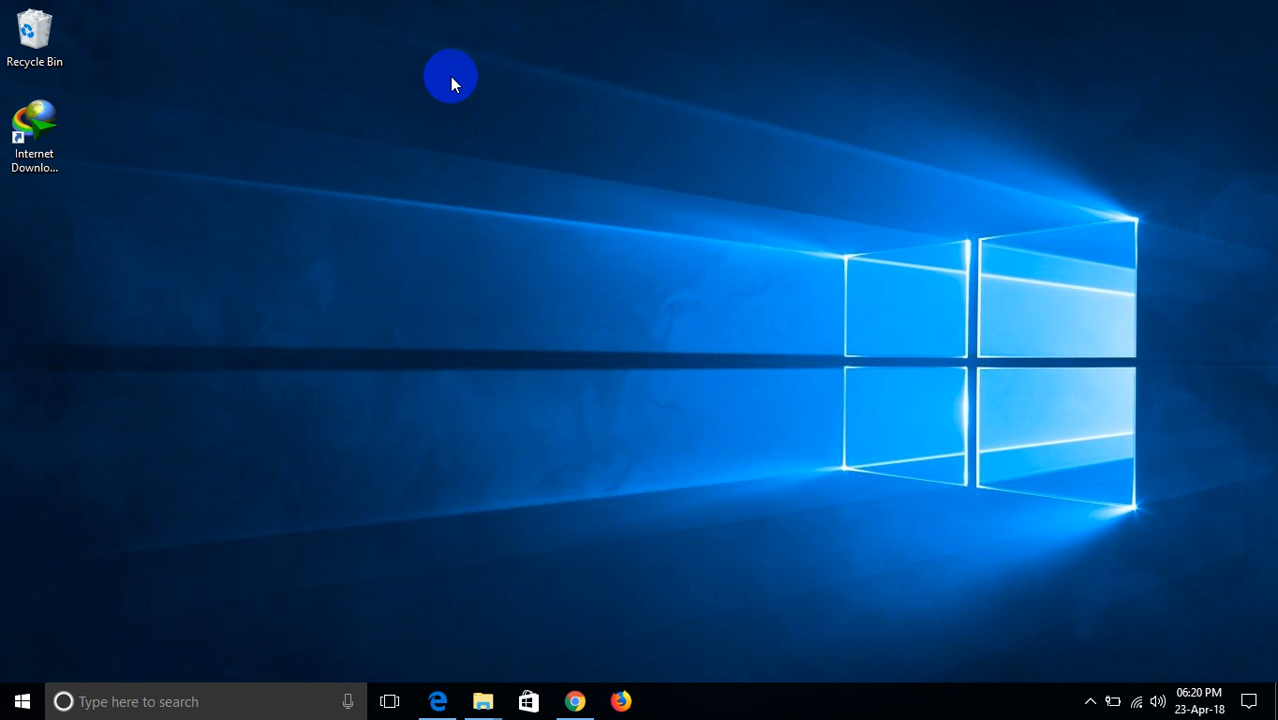 Recycle Bin
Internet
Downlo...
Type here to search
06:20 PM
23-Apr-18